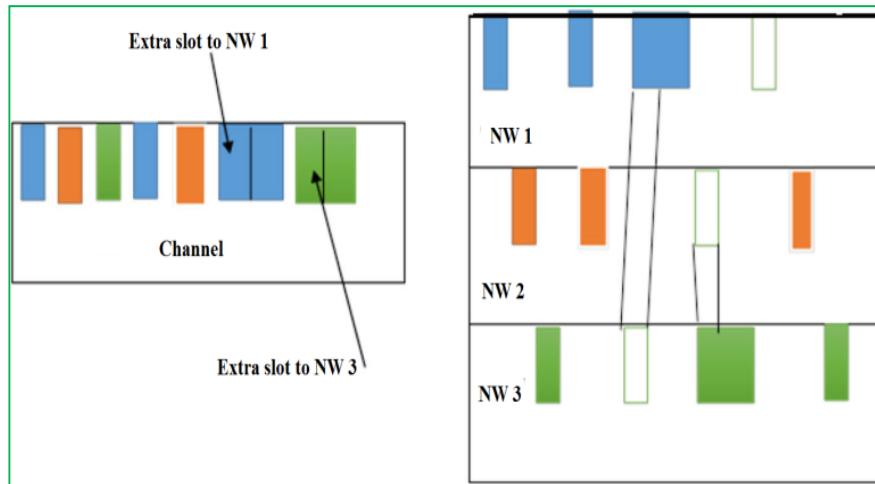 Extra slot to NW 1
Channel
Extra slot to NW 3
NW 1
NW 2
NW 3